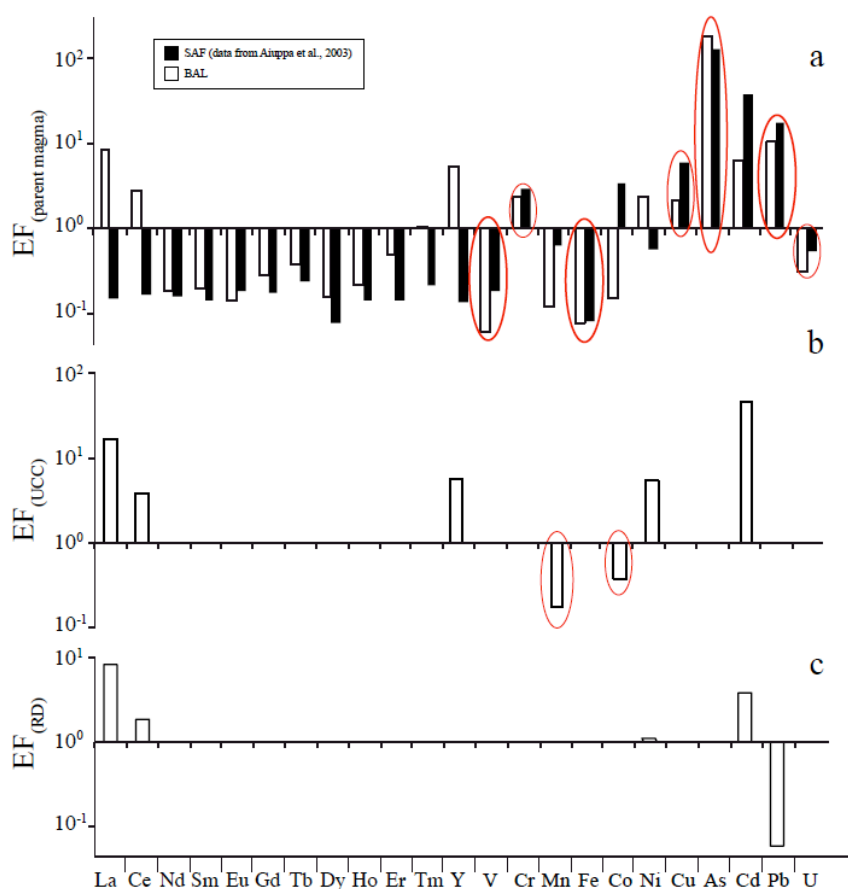 a
SAF (data from Aiuppa et al., 2003)
BAL
10²
10¹
10⁰
10⁻¹
EF(parent magma)
b
10²
10¹
10⁰
10⁻¹
EF(UCC)
c
10¹
10⁰
10⁻¹
EF(RD)
La Ce Nd Sm Eu Gd Tb Dy Ho Er Tm Y V Cr Mn Fe Co Ni Cu As Cd Pb U